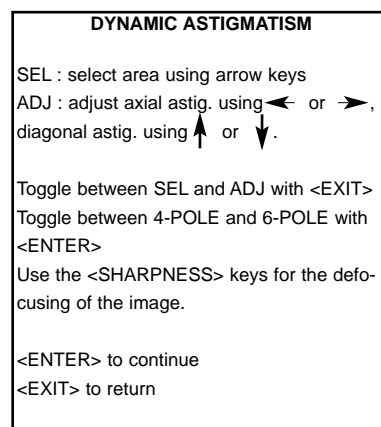 DYNAMIC ASTIGMATISM
SEL : select area using arrow keys
ADJ : adjust axial astig. using ← or →,
diagonal astig. using ↑ or ↓.
Toggle between SEL and ADJ with <EXIT>
Toggle between 4-POLE and 6-POLE with
<ENTER>
Use the <SHARPNESS> keys for the defo-
cusing of the image.
<ENTER> to continue
<EXIT> to return